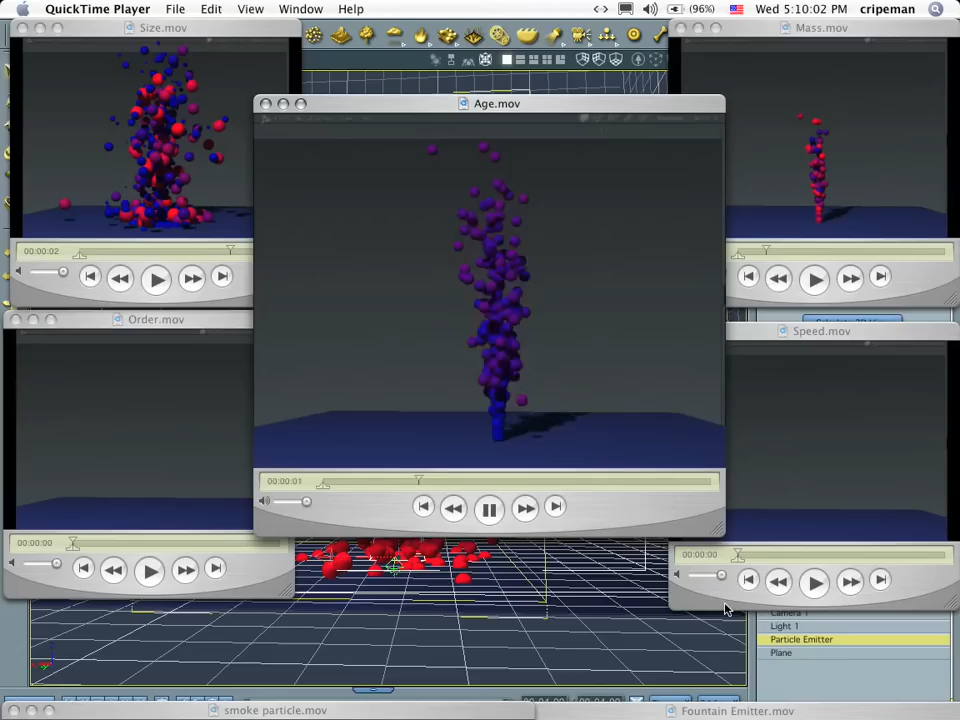 QuickTime Player File Edit View Window Help (96%) Wed 5:10:02 PM cripeman
Size.mov
Mass.mov
Age.mov
00:00:02
Order.mov
Speed.mov
00:00:01
00:00:00
00:00:00
Light 1
Particle Emitter
Plane
smoke particle.mov
Fountain Emitter.mov